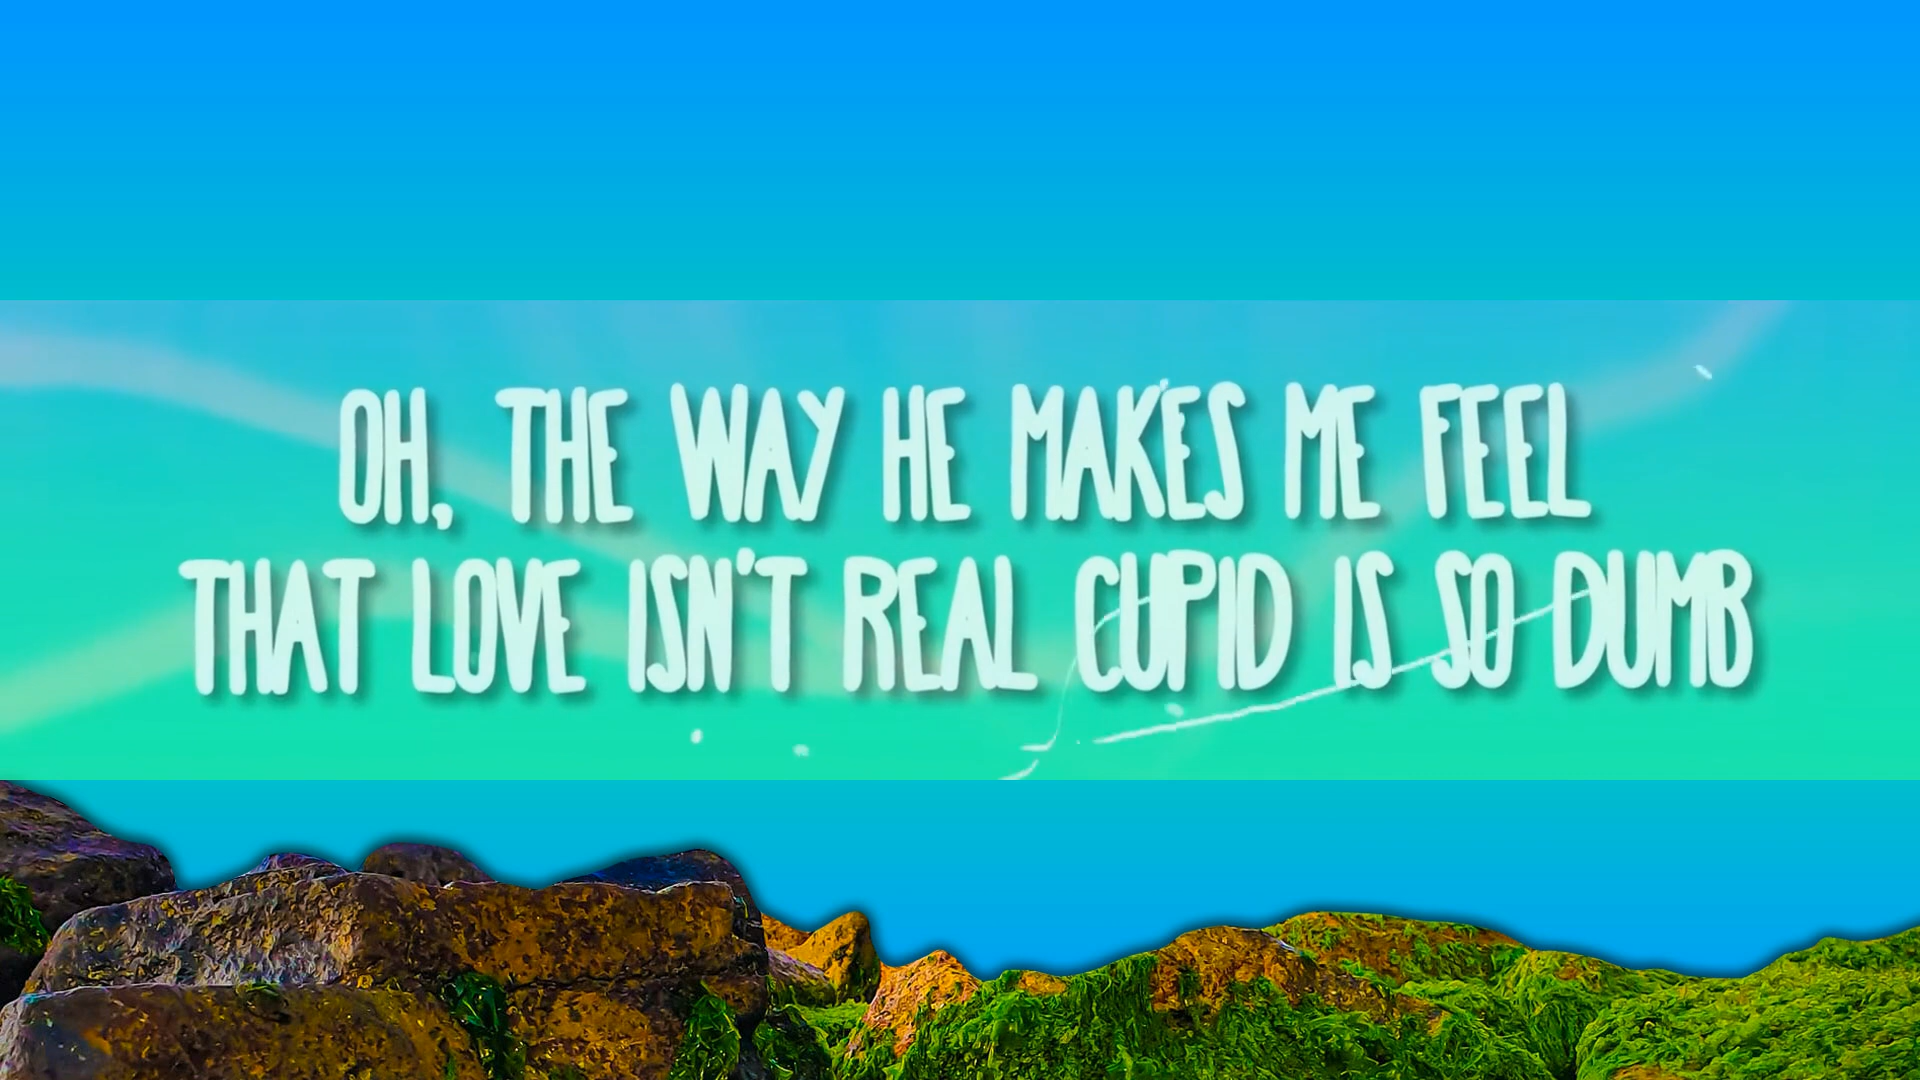 OH, THE WAY HE MAKES ME FEEL
THAT LOVE ISN'T REAL CUPID IS SO DUMB